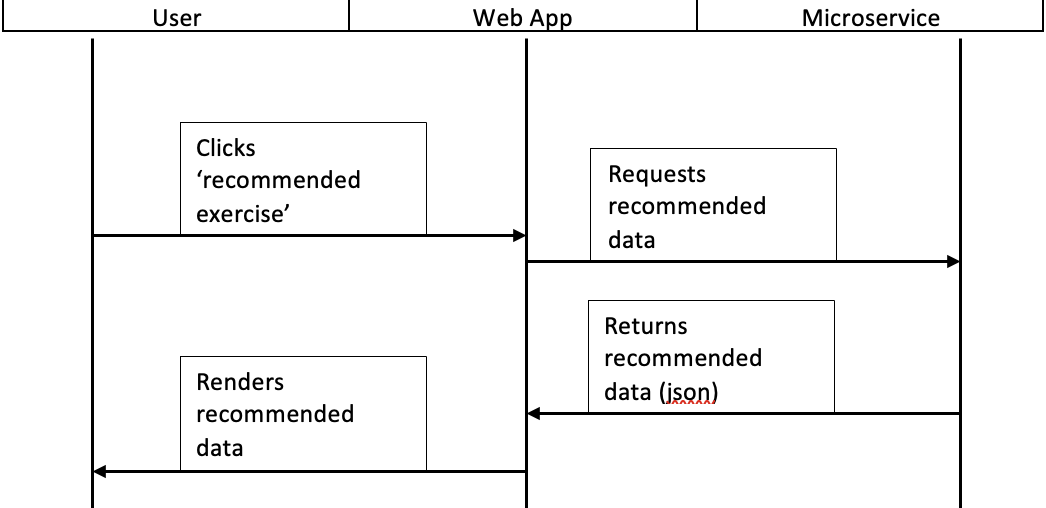 User
Web App
Microservice
Clicks
‘recommended
exercise’
Requests
recommended
data
Returns
recommended
data (json)
Renders
recommended
data